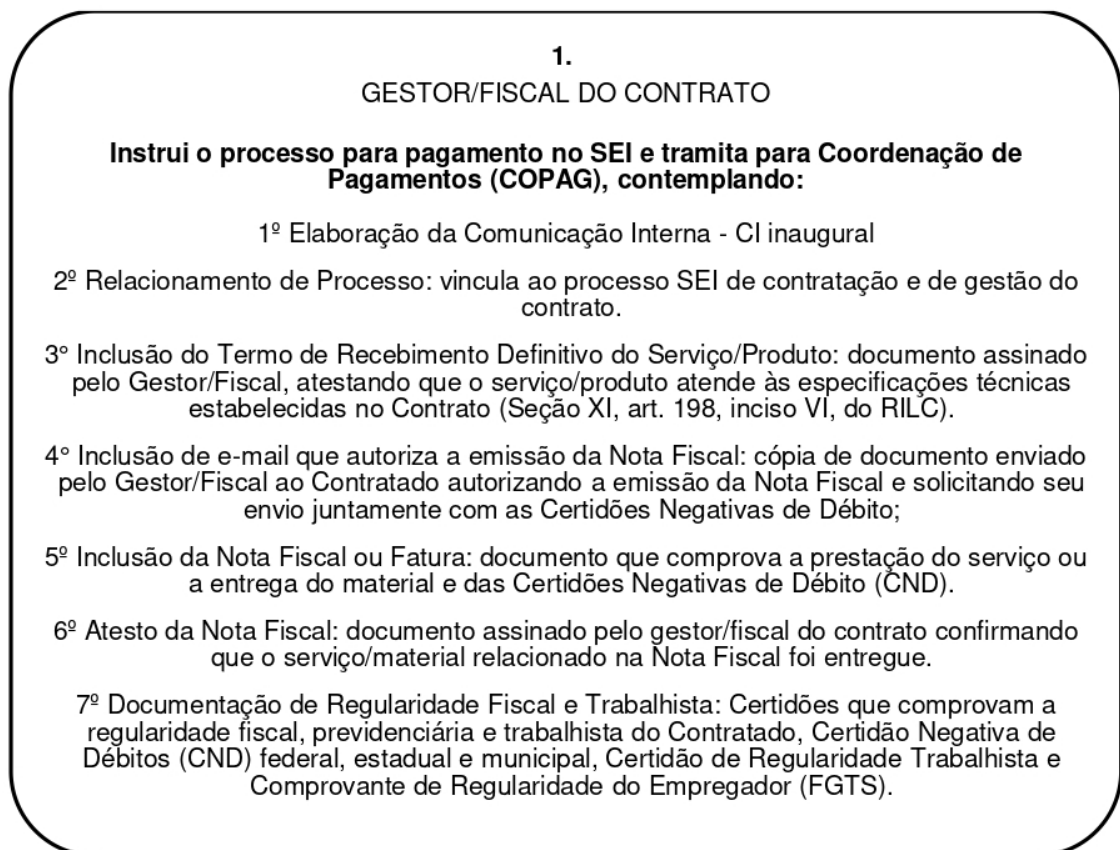 1.
GESTOR/FISCAL DO CONTRATO
Instrui o processo para pagamento no SEI e tramita para Coordenação de
Pagamentos (COPAG), contemplando:
1º Elaboração da Comunicação Interna - CI inaugural
2º Relacionamento de Processo: vincula ao processo SEI de contratação e de gestão do
contrato.
3° Inclusão do Termo de Recebimento Definitivo do Serviço/Produto: documento assinado
pelo Gestor/Fiscal, atestando que o serviço/produto atende às especificações técnicas
estabelecidas no Contrato (Seção XI, art. 198, inciso VI, do RILC).
4° Inclusão de e-mail que autoriza a emissão da Nota Fiscal: cópia de documento enviado
pelo Gestor/Fiscal ao Contratado autorizando a emissão da Nota Fiscal e solicitando seu
envio juntamente com as Certidões Negativas de Débito;
5º Inclusão da Nota Fiscal ou Fatura: documento que comprova a prestação do serviço ou
a entrega do material e das Certidões Negativas de Débito (CND).
6º Atesto da Nota Fiscal: documento assinado pelo gestor/fiscal do contrato confirmando
que o serviço/material relacionado na Nota Fiscal foi entregue.
7º Documentação de Regularidade Fiscal e Trabalhista: Certidões que comprovam a
regularidade fiscal, previdenciária e trabalhista do Contratado, Certidão Negativa de
Débitos (CND) federal, estadual e municipal, Certidão de Regularidade Trabalhista e
Comprovante de Regularidade do Empregador (FGTS).